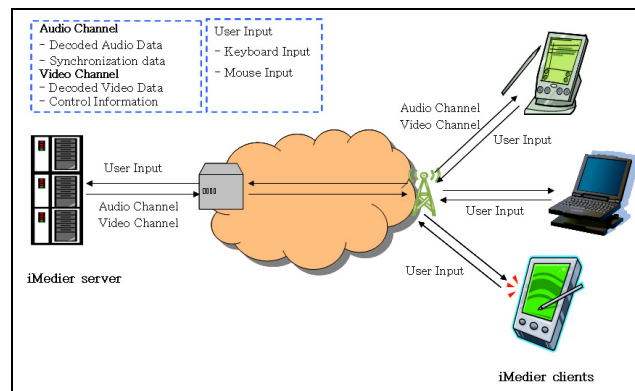 Audio Channel
- Decoded Audio Data
- Synchronization data
Video Channel
- Decoded Video Data
- Control Information
User Input
- Keyboard Input
- Mouse Input
Audio Channel
Video Channel
User Input
User Input
Audio Channel
Video Channel
User Input
User Input
iMedier server
iMedier clients